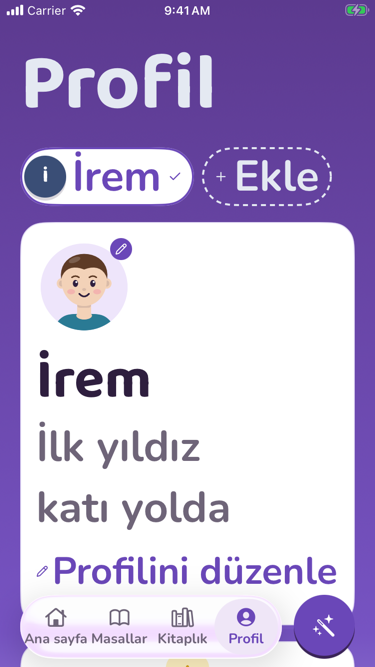 Carrier
9:41 AM
Profil
i
İrem
+ Ekle
İrem
İlk yıldız
katı yolda
Profilini düzenle
Ana sayfa
Masallar
Kitaplık
Profil